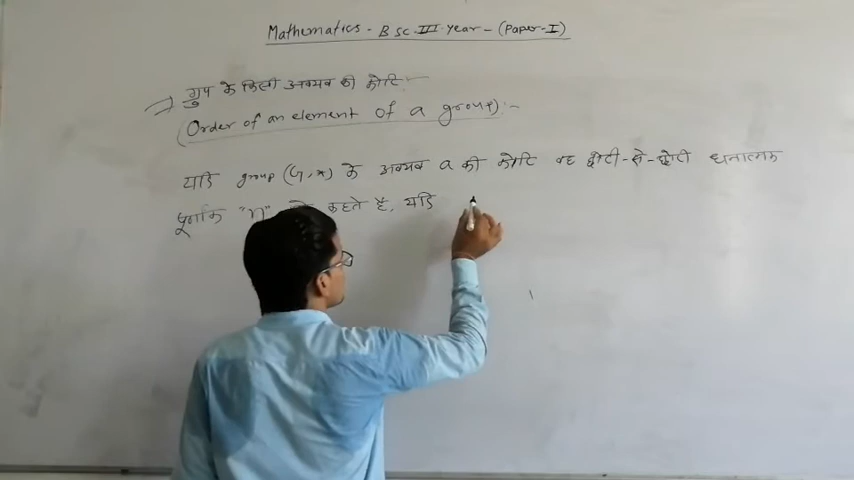 Mathematics - BSc. III year - (Paper-I)
ग्रुप के किसी अवयव की कोटि:-
(Order of an element of a group):-
यदि group (G, *) के अवयव a की कोटि वह छोटी-से-छोटी धनात्मक
पूर्णांक "n" को कहते है, यदि